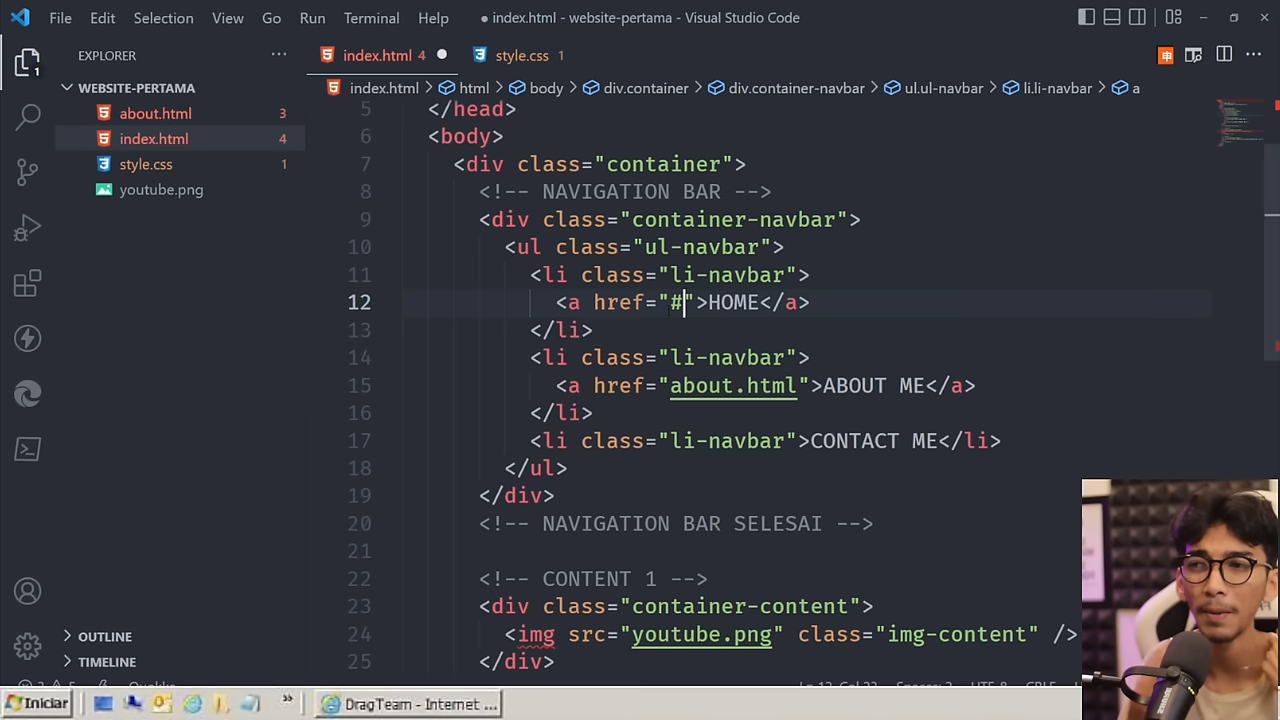 File Edit Selection View Go Run Terminal Help ● index.html - website-pertama - Visual Studio Code
EXPLORER ···
index.html 4 ●
style.css 1
WEBSITE-PERTAMA
about.html 3
index.html 4
style.css 1
youtube.png
1
index.html > html > body > div.container > div.container-navbar > ul.ul-navbar > li.li-navbar > a
5 </head>
6 <body>
7 <div class="container">
8 <!-- NAVIGATION BAR -->
9 <div class="container-navbar">
10 <ul class="ul-navbar">
11 <li class="li-navbar">
12 <a href="#">HOME</a>
13 </li>
14 <li class="li-navbar">
15 <a href="about.html">ABOUT ME</a>
16 </li>
17 <li class="li-navbar">CONTACT ME</li>
18 </ul>
19 </div>
20 <!-- NAVIGATION BAR SELESAI -->
21
22 <!-- CONTENT 1 -->
23 <div class="container-content">
24 <img src="youtube.png" class="img-content" />
25 </div>
OUTLINE
TIMELINE
Iniciar
»
DragTeam - Internet ...